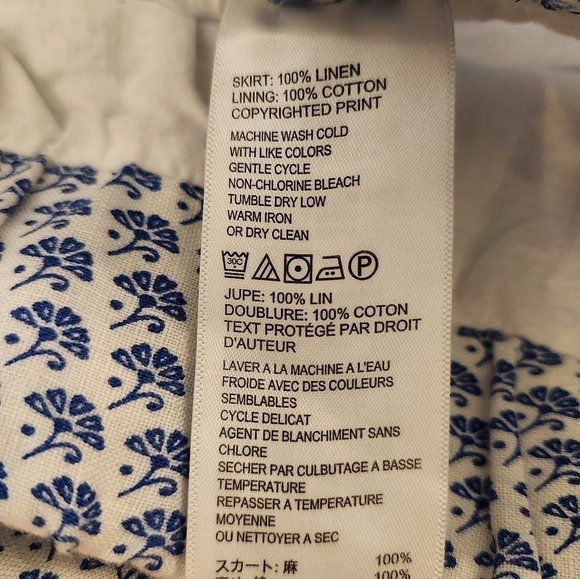 SKIRT: 100% LINEN
LINING: 100% COTTON
COPYRIGHTED PRINT
MACHINE WASH COLD
WITH LIKE COLORS
GENTLE CYCLE
NON-CHLORINE BLEACH
TUMBLE DRY LOW
WARM IRON
OR DRY CLEAN
30C P
JUPE: 100% LIN
DOUBLURE: 100% COTON
TEXT PROTÉGÉ PAR DROIT
D'AUTEUR
LAVER A LA MACHINE A L'EAU
FROIDE AVEC DES COULEURS
SEMBLABLES
CYCLE DELICAT
AGENT DE BLANCHIMENT SANS
CHLORE
SECHER PAR CULBUTAGE A BASSE
TEMPERATURE
REPASSER A TEMPERATURE
MOYENNE
OU NETTOYER A SEC
スカート: 麻 100%
100%